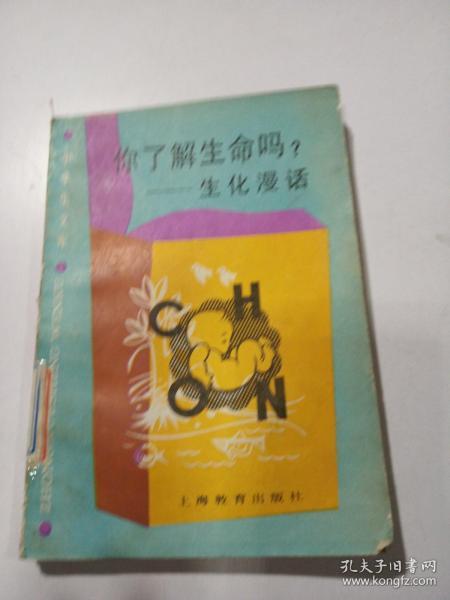 你了解生命吗?
——生化漫话
C H
O N
上海教育出版社
孔夫子旧书网
www.kongfz.com